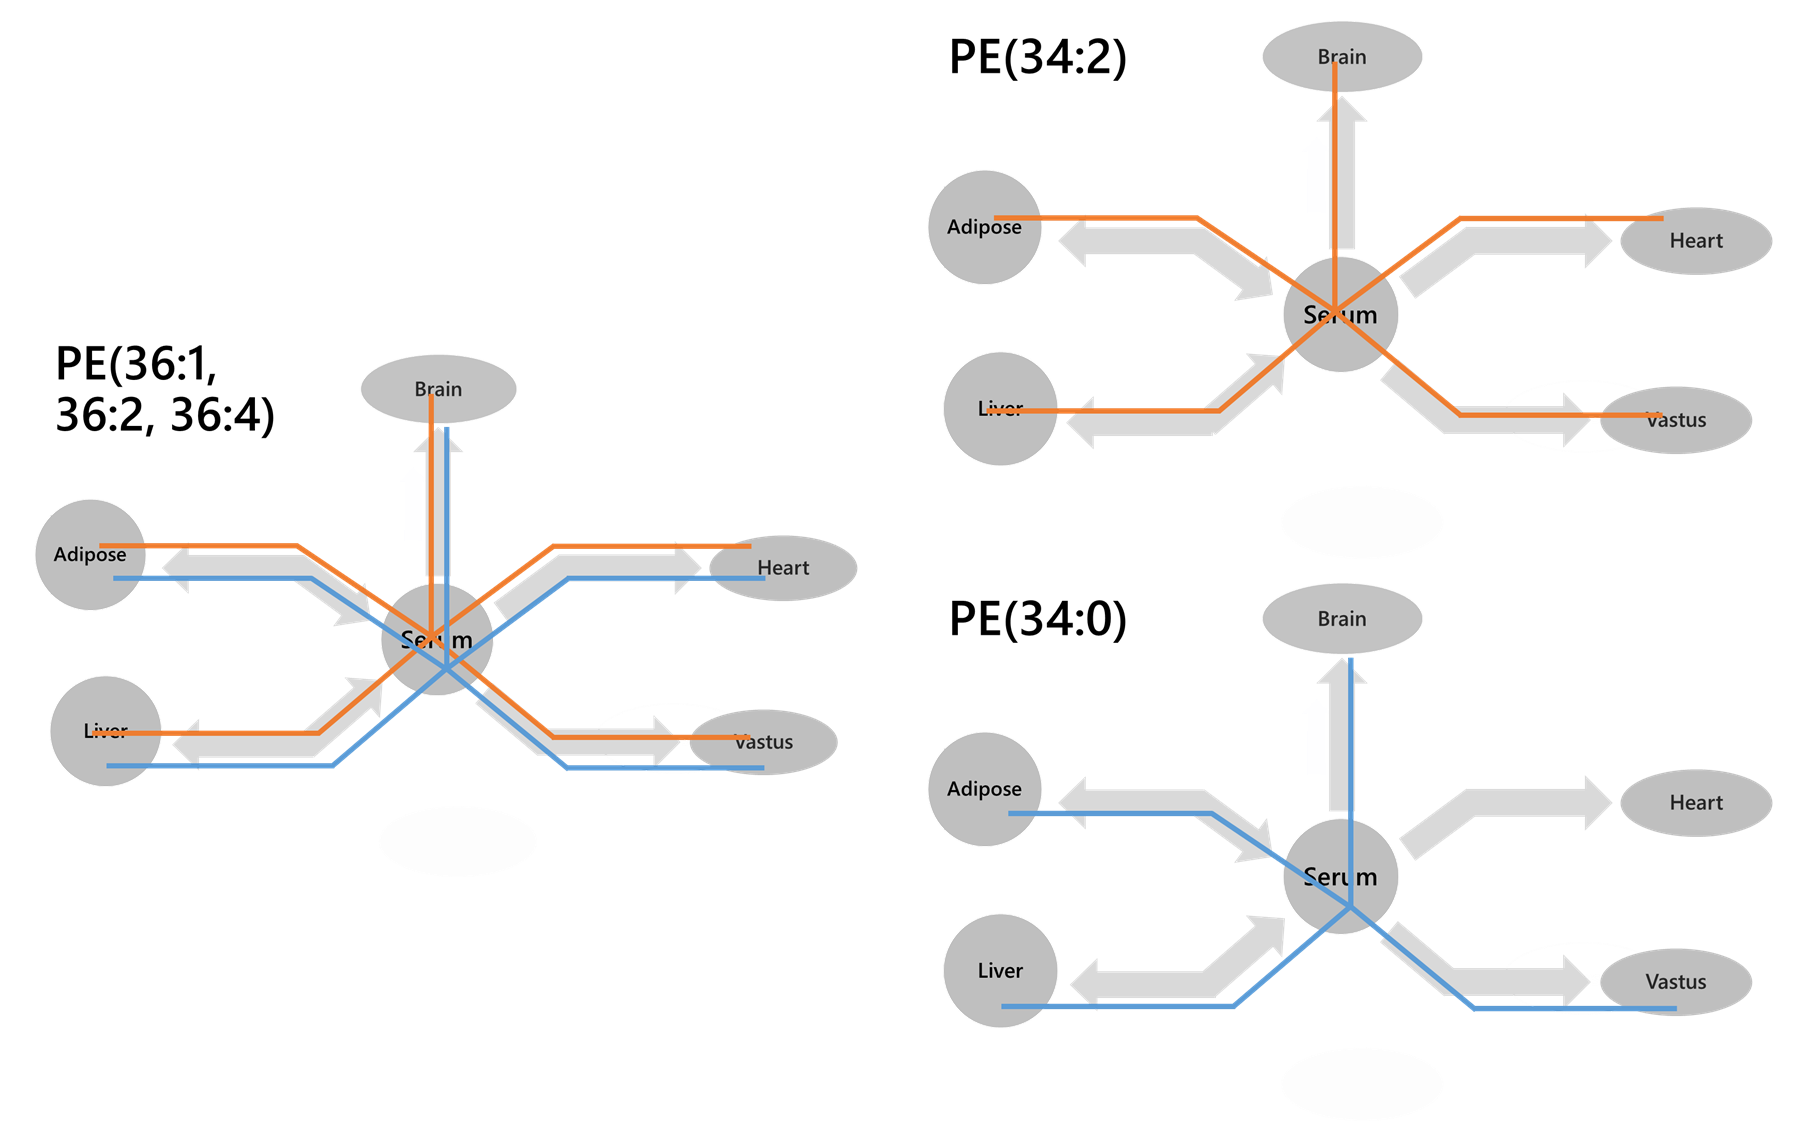 PE(36:1,
36:2, 36:4)
Brain
Adipose
Heart
Serum
Liver
Vastus
PE(34:2)
Brain
Adipose
Heart
Serum
Liver
Vastus
PE(34:0)
Brain
Adipose
Heart
Serum
Liver
Vastus